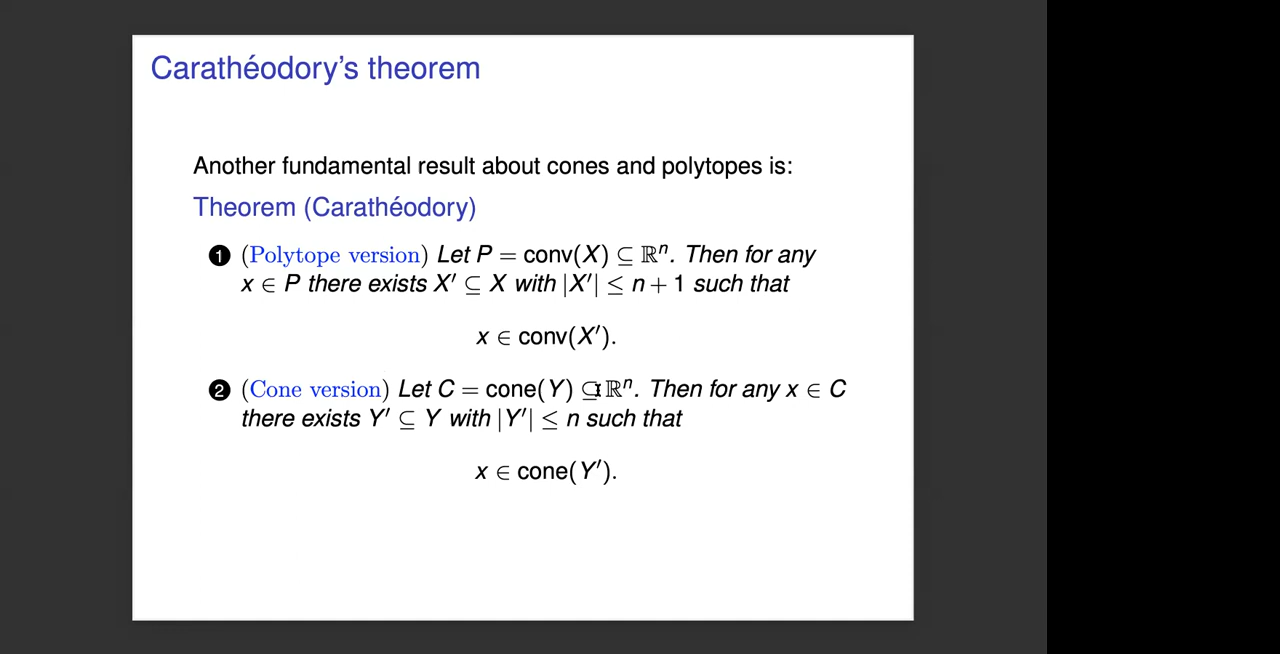 Carathéodory's theorem
Another fundamental result about cones and polytopes is:
Theorem (Carathéodory)
1 (Polytope version) Let P = conv(X) ⊆ ℝⁿ. Then for any
x ∈ P there exists X′ ⊆ X with |X′| ≤ n + 1 such that
x ∈ conv(X′).
2 (Cone version) Let C = cone(Y) ⊆ ℝⁿ. Then for any x ∈ C
there exists Y′ ⊆ Y with |Y′| ≤ n such that
x ∈ cone(Y′).